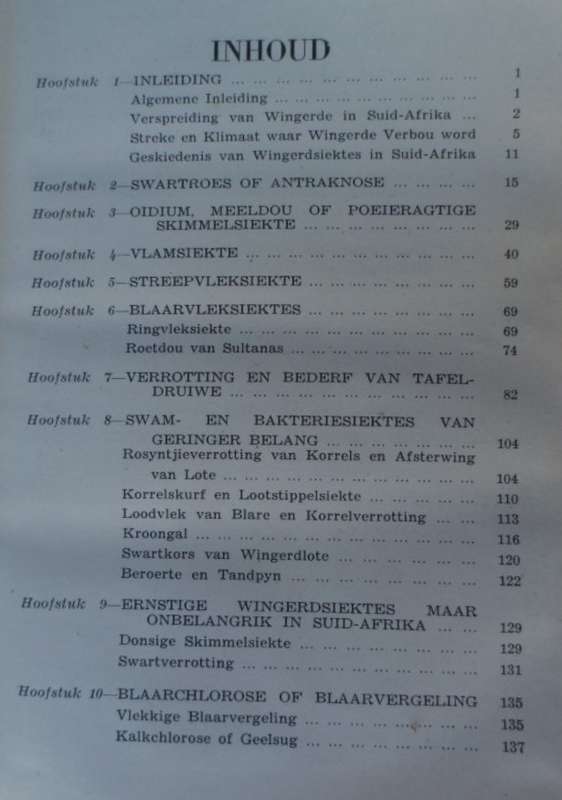 INHOUD
Hoofstuk 1—INLEIDING ... ... ... ... ... ... ... ... ... ... ... 1
Algemene Inleiding ... ... ... ... ... ... ... ... ... 1
Verspreiding van Wingerde in Suid-Afrika ... 2
Streke en Klimaat waar Wingerde Verbou word 5
Geskiedenis van Wingerdsiektes in Suid-Afrika 11
Hoofstuk 2—SWARTROES OF ANTRAKNOSE ... ... ... ... 15
Hoofstuk 3—OIDIUM, MEELDOU OF POEIERAGTIGE
SKIMMELSIEKTE ... ... ... ... ... ... ... ... 29
Hoofstuk 4—VLAMSIEKTE ... ... ... ... ... ... ... ... ... ... 40
Hoofstuk 5—STREEPVLEKSIEKTE ... ... ... ... ... ... ... ... 59
Hoofstuk 6—BLAARVLEKSIEKTES ... ... ... ... ... ... ... ... 69
Ringvleksiekte ... ... ... ... ... ... ... ... ... ... ... 69
Roetdou van Sultanas ... ... ... ... ... ... ... ... 74
Hoofstuk 7—VERROTTING EN BEDERF VAN TAFEL-
DRUIWE ... ... ... ... ... ... ... ... ... ... ... 82
Hoofstuk 8—SWAM- EN BAKTERIESIEKTES VAN
GERINGER BELANG ... ... ... ... ... ... ... 104
Rosyntjieverrotting van Korrels en Afsterwing
van Lote ... ... ... ... ... ... ... ... ... ... ... 104
Korrelskurf en Lootstippelsiekte ... ... ... ... ... 110
Loodvlek van Blare en Korrelverrotting ... ... 113
Kroongal ... ... ... ... ... ... ... ... ... ... ... ... ... 116
Swartkors van Wingerdlote ... ... ... ... ... ... 120
Beroerte en Tandpyn ... ... ... ... ... ... ... ... 122
Hoofstuk 9—ERNSTIGE WINGERDSIEKTES MAAR
ONBELANGRIK IN SUID-AFRIKA ... ... 129
Donsige Skimmelsiekte ... ... ... ... ... ... ... ... 129
Swartverrotting ... ... ... ... ... ... ... ... ... ... ... 131
Hoofstuk 10—BLAARCHLOROSE OF BLAARVERGELING 135
Vlekkige Blaarvergeling ... ... ... ... ... ... ... ... 135
Kalkchlorose of Geelsug ... ... ... ... ... ... ... ... 137